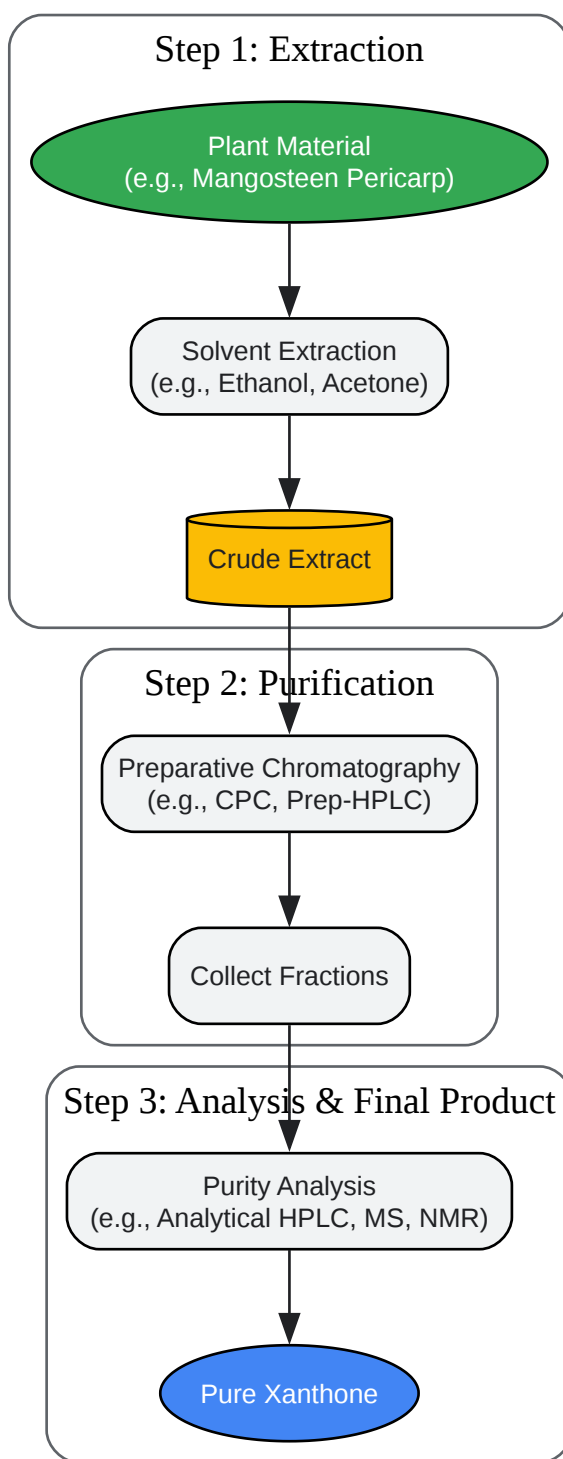 Step 1: Extraction
Plant Material
(e.g., Mangosteen Pericarp)
Solvent Extraction
(e.g., Ethanol, Acetone)
Crude Extract
Step 2: Purification
Preparative Chromatography
(e.g., CPC, Prep-HPLC)
Collect Fractions
Step 3: Analysis & Final Product
Purity Analysis
(e.g., Analytical HPLC, MS, NMR)
Pure Xanthone